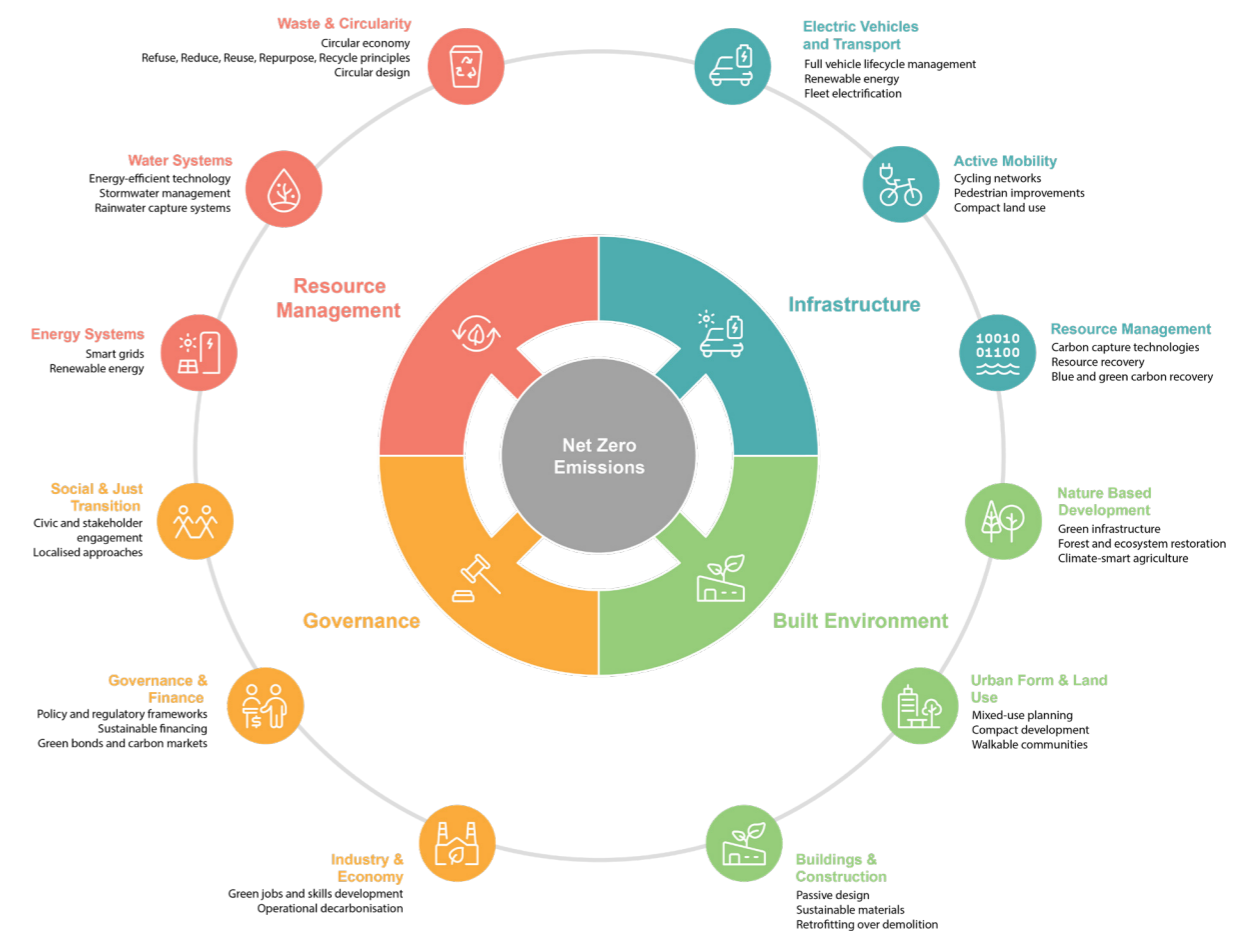 Waste & Circularity
Circular economy
Refuse, Reduce, Reuse, Repurpose, Recycle principles
Circular design
Electric Vehicles
and Transport
Full vehicle lifecycle management
Renewable energy
Fleet electrification
Water Systems
Energy-efficient technology
Stormwater management
Rainwater capture systems
Active Mobility
Cycling networks
Pedestrian improvements
Compact land use
Resource
Management
Infrastructure
Energy Systems
Smart grids
Renewable energy
10010
01100
Resource Management
Carbon capture technologies
Resource recovery
Blue and green carbon recovery
Net Zero
Emissions
Social & Just
Transition
Civic and stakeholder
engagement
Localised approaches
Nature Based
Development
Green infrastructure
Forest and ecosystem restoration
Climate-smart agriculture
Governance
Built Environment
Governance &
Finance
Policy and regulatory frameworks
Sustainable financing
Green bonds and carbon markets
$
Urban Form & Land
Use
Mixed-use planning
Compact development
Walkable communities
Industry &
Economy
Green jobs and skills development
Operational decarbonisation
Buildings &
Construction
Passive design
Sustainable materials
Retrofitting over demolition